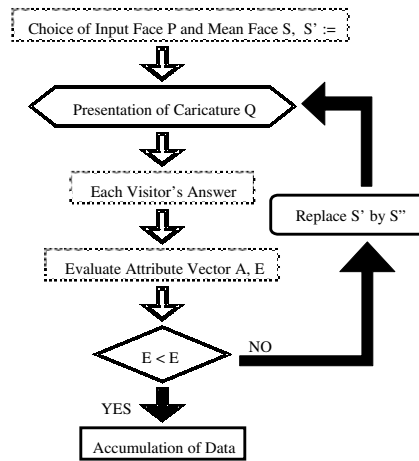 Choice of Input Face P and Mean Face S, S' :=
Presentation of Caricature Q
Each Visitor's Answer
Replace S' by S"
Evaluate Attribute Vector A, E
E < E
NO
YES
Accumulation of Data